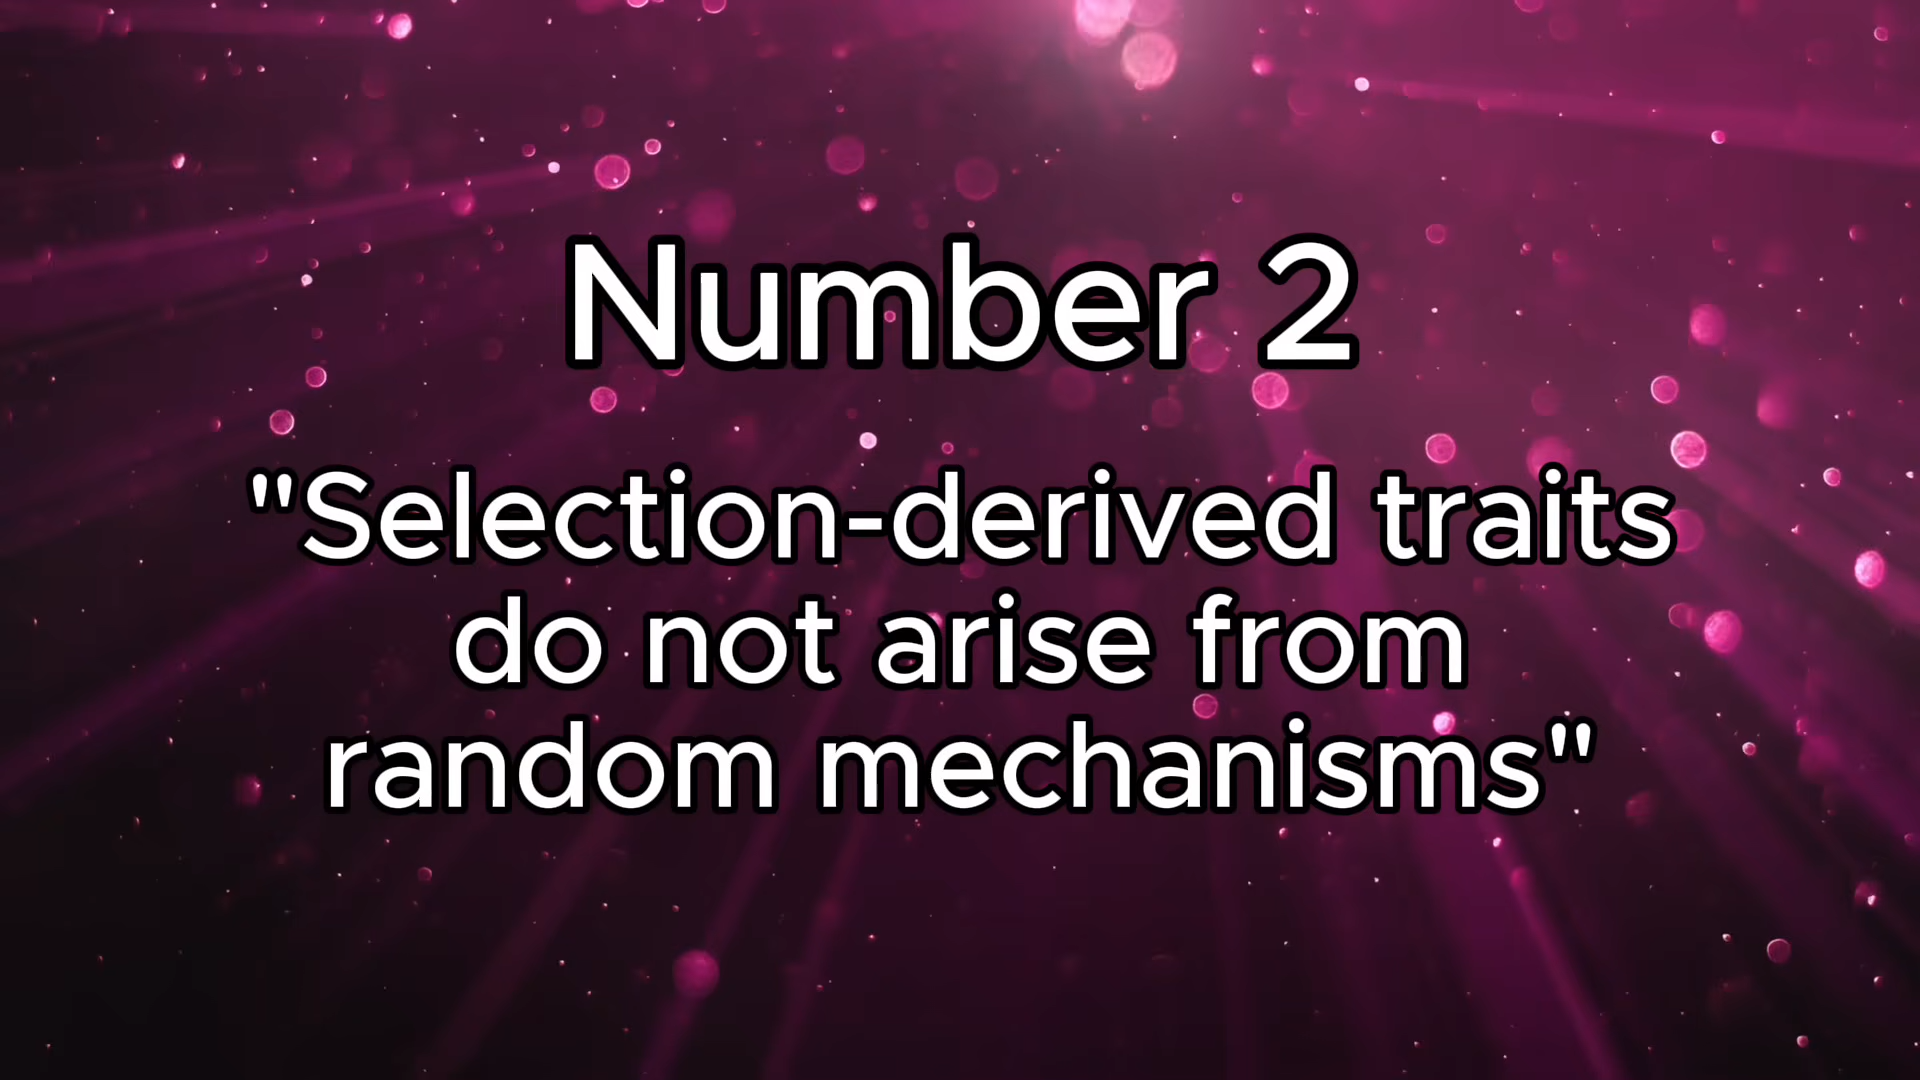 Number 2
"Selection-derived traits
do not arise from
random mechanisms"